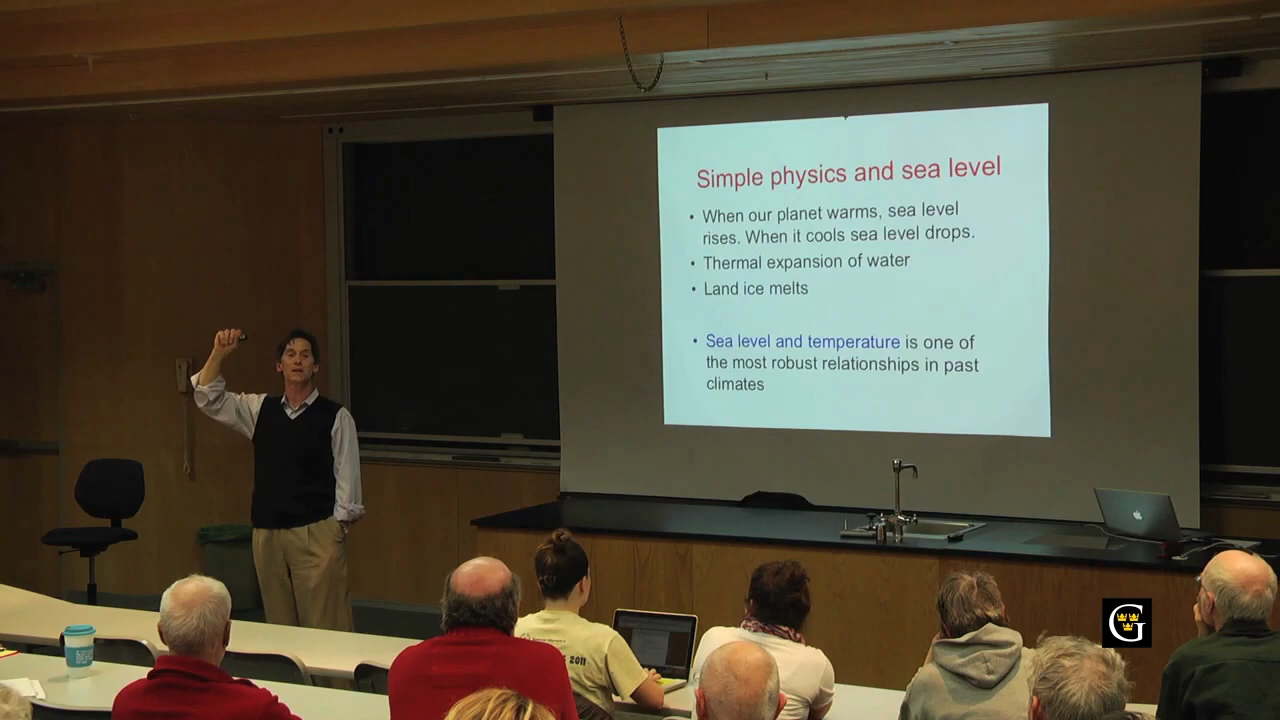 Simple physics and sea level
• When our planet warms, sea level
rises. When it cools sea level drops.
• Thermal expansion of water
• Land ice melts
• Sea level and temperature is one of
the most robust relationships in past
climates
2011
G